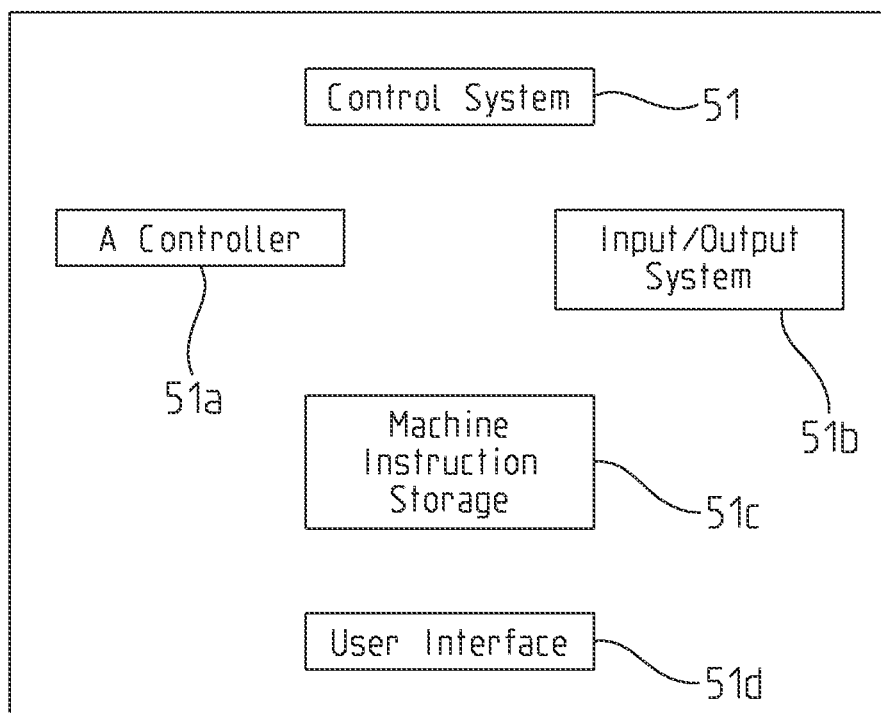 Control System
51
A Controller
Input/Output
System
51a
51b
Machine
Instruction
Storage
51c
User Interface
51d